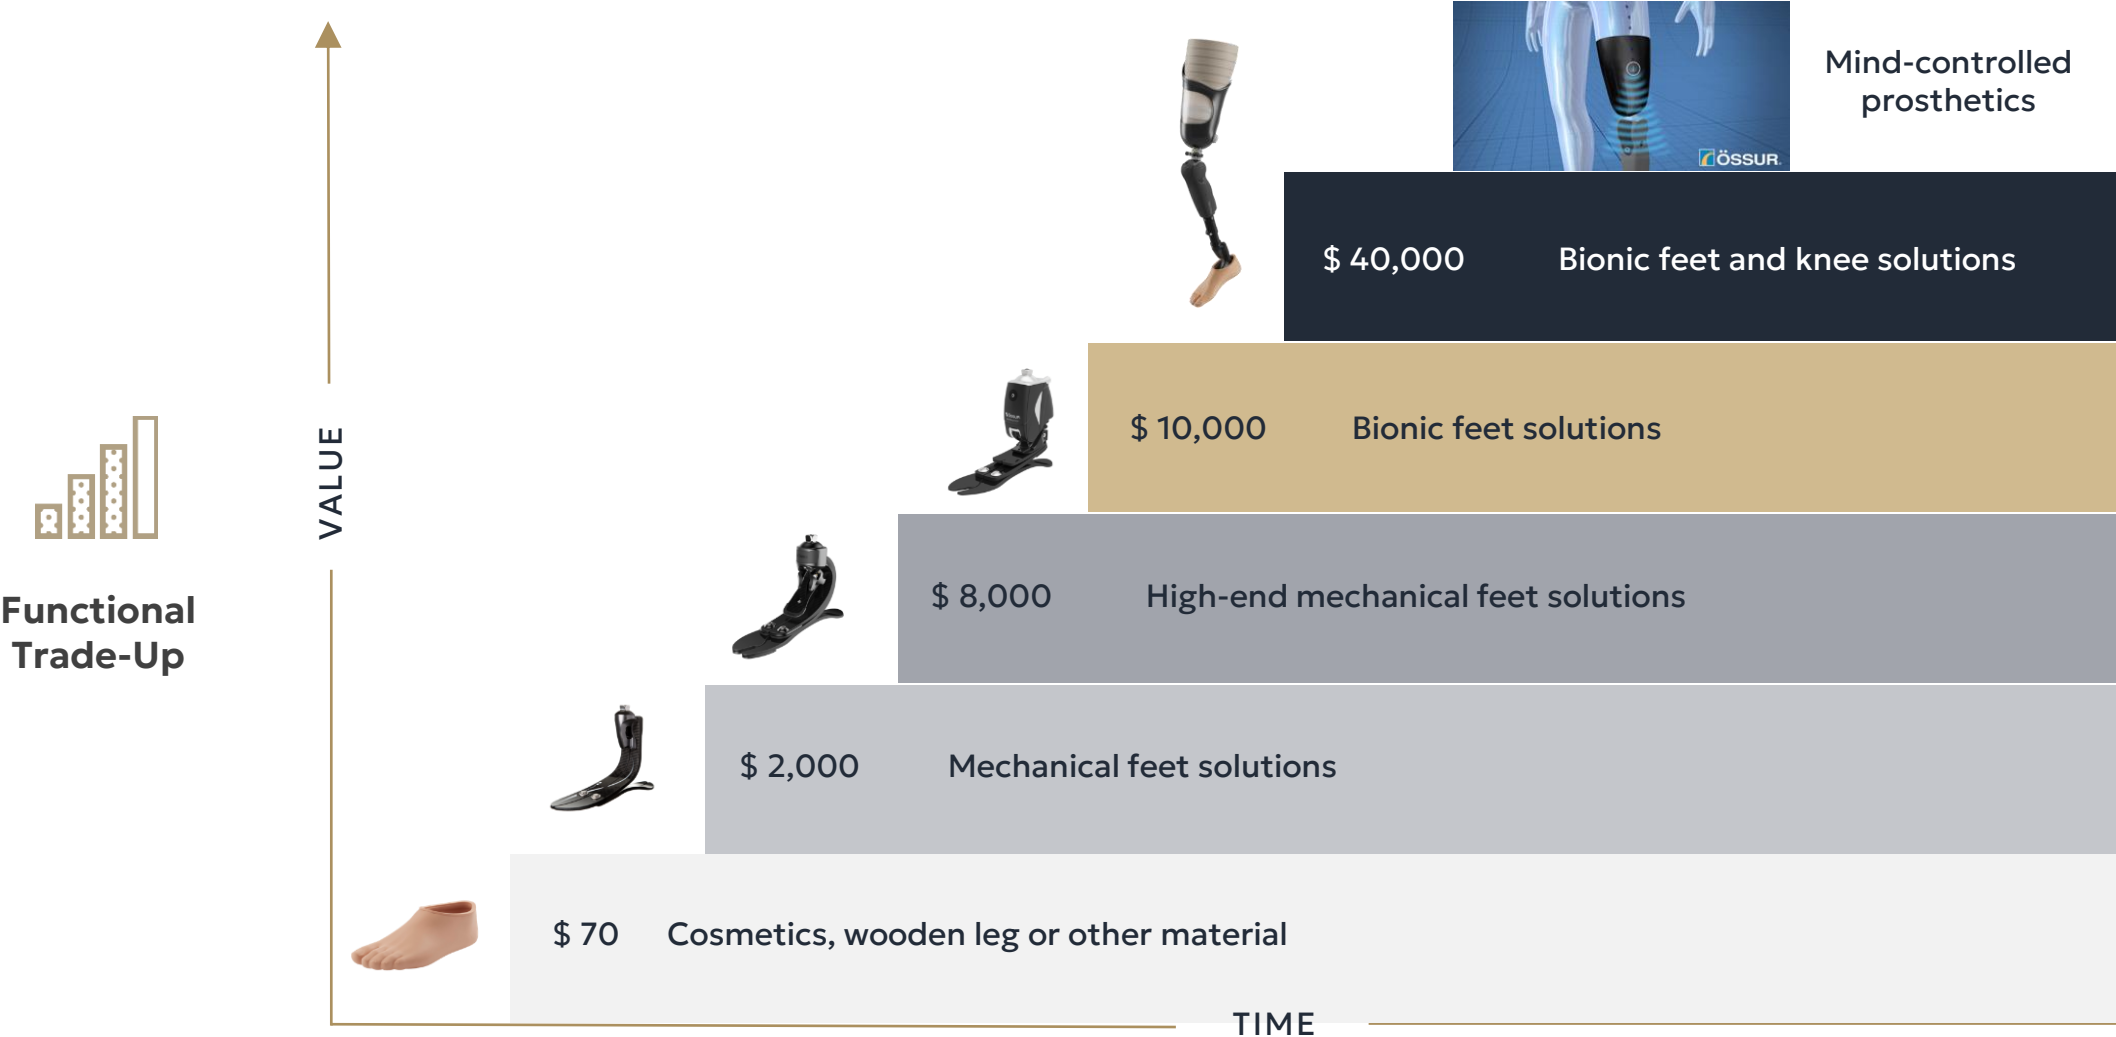 Mind-controlled
prosthetics
ÖSSUR.
$ 40,000 Bionic feet and knee solutions
$ 10,000 Bionic feet solutions
VALUE
$ 8,000 High-end mechanical feet solutions
Functional
Trade-Up
$ 2,000 Mechanical feet solutions
$ 70 Cosmetics, wooden leg or other material
TIME